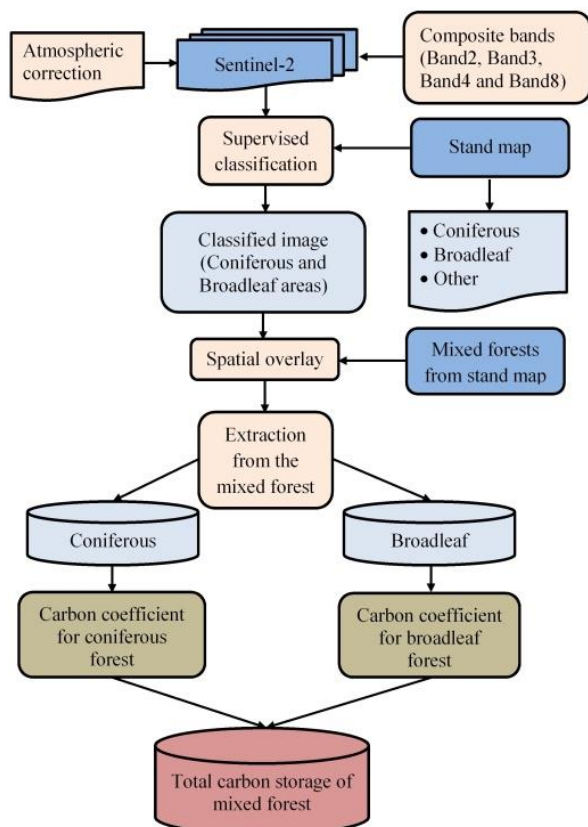 Atmospheric
correction
Sentinel-2
Composite bands
(Band2, Band3,
Band4 and Band8)
Supervised
classification
Stand map
Classified image
(Coniferous and
Broadleaf areas)
• Coniferous
• Broadleaf
• Other
Spatial overlay
Mixed forests
from stand map
Extraction
from the
mixed forest
Coniferous
Broadleaf
Carbon coefficient
for coniferous
forest
Carbon coefficient
for broadleaf
forest
Total carbon storage of
mixed forest